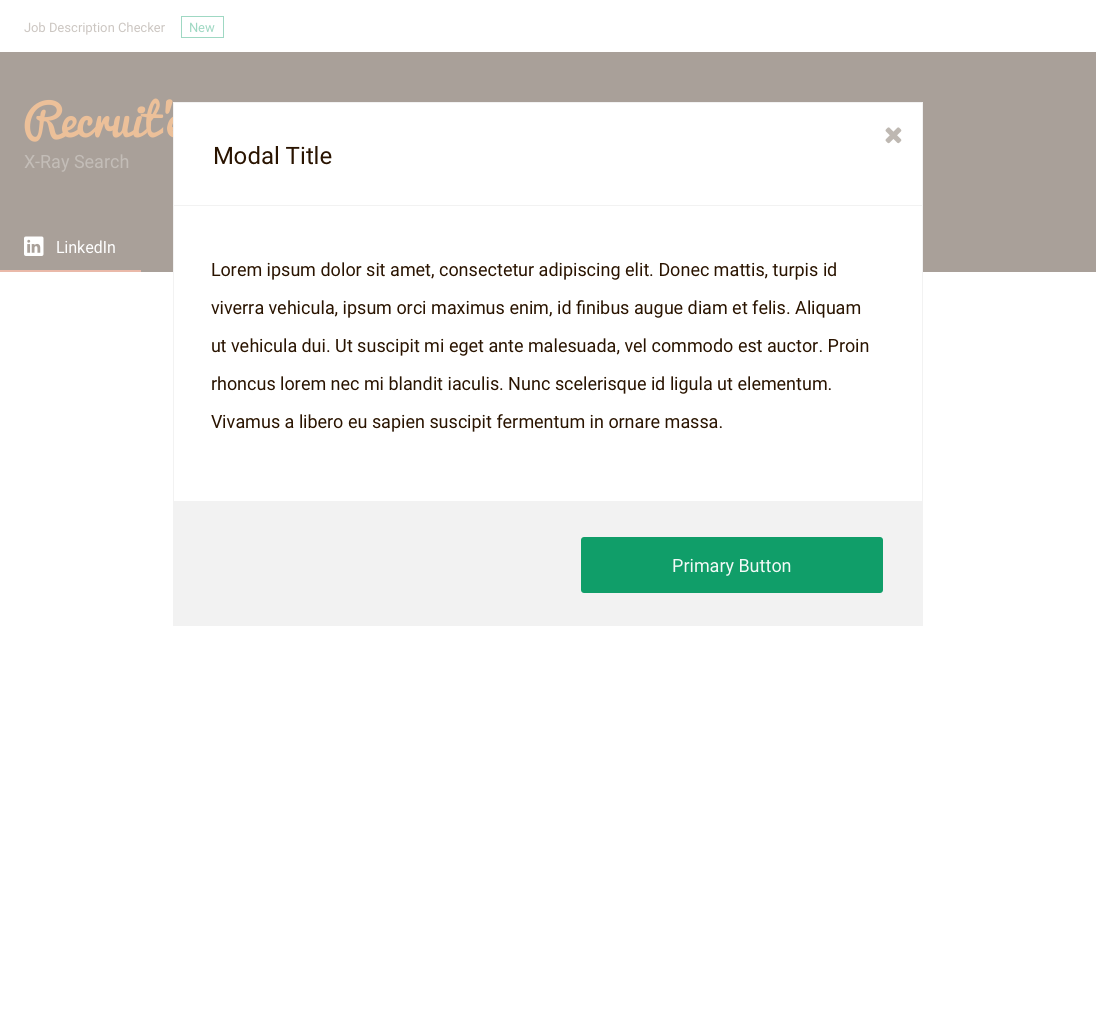 Job Description Checker New
Recruit'
X-Ray Search
LinkedIn
Modal Title
Lorem ipsum dolor sit amet, consectetur adipiscing elit. Donec mattis, turpis id
viverra vehicula, ipsum orci maximus enim, id finibus augue diam et felis. Aliquam
ut vehicula dui. Ut suscipit mi eget ante malesuada, vel commodo est auctor. Proin
rhoncus lorem nec mi blandit iaculis. Nunc scelerisque id ligula ut elementum.
Vivamus a libero eu sapien suscipit fermentum in ornare massa.
Primary Button